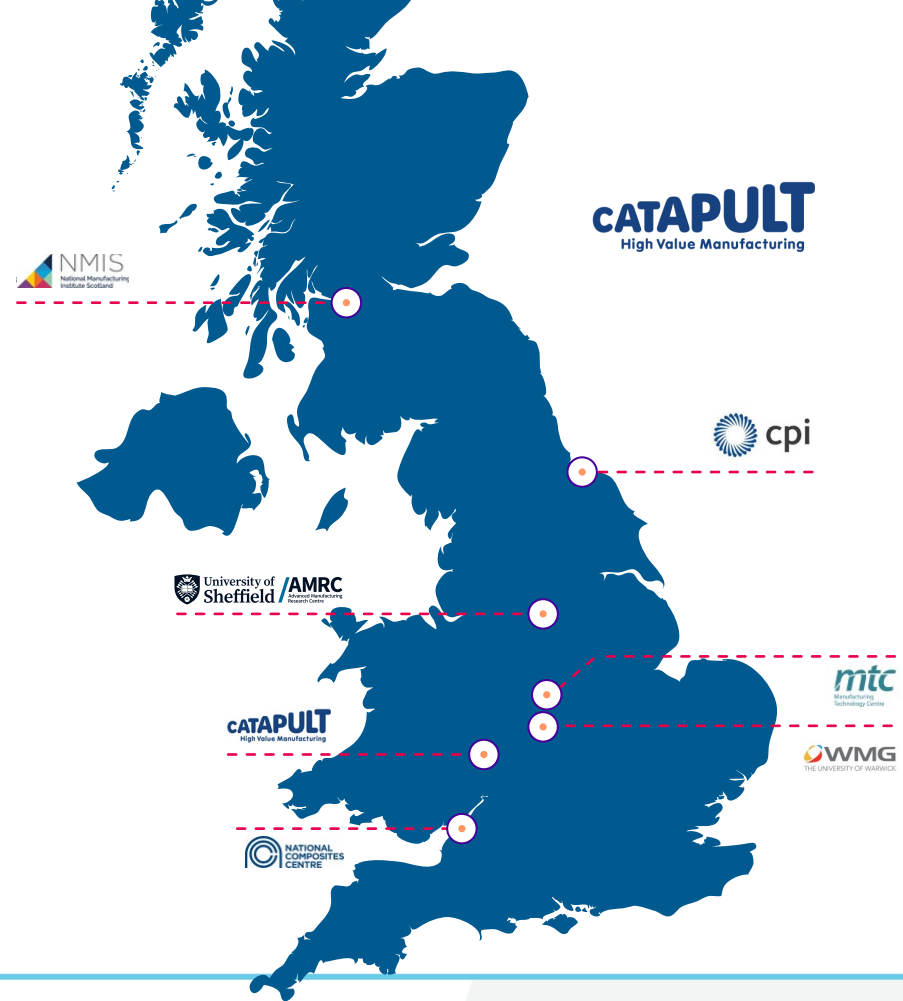 CATAPULT
High Value Manufacturing
NMIS
National Manufacturing
Institute Scotland
cpi
University of
Sheffield
AMRC
Advanced Manufacturing
Research Centre
mtc
Manufacturing
Technology Centre
CATAPULT
High Value Manufacturing
WMG
THE UNIVERSITY OF WARWICK
NATIONAL
COMPOSITES
CENTRE